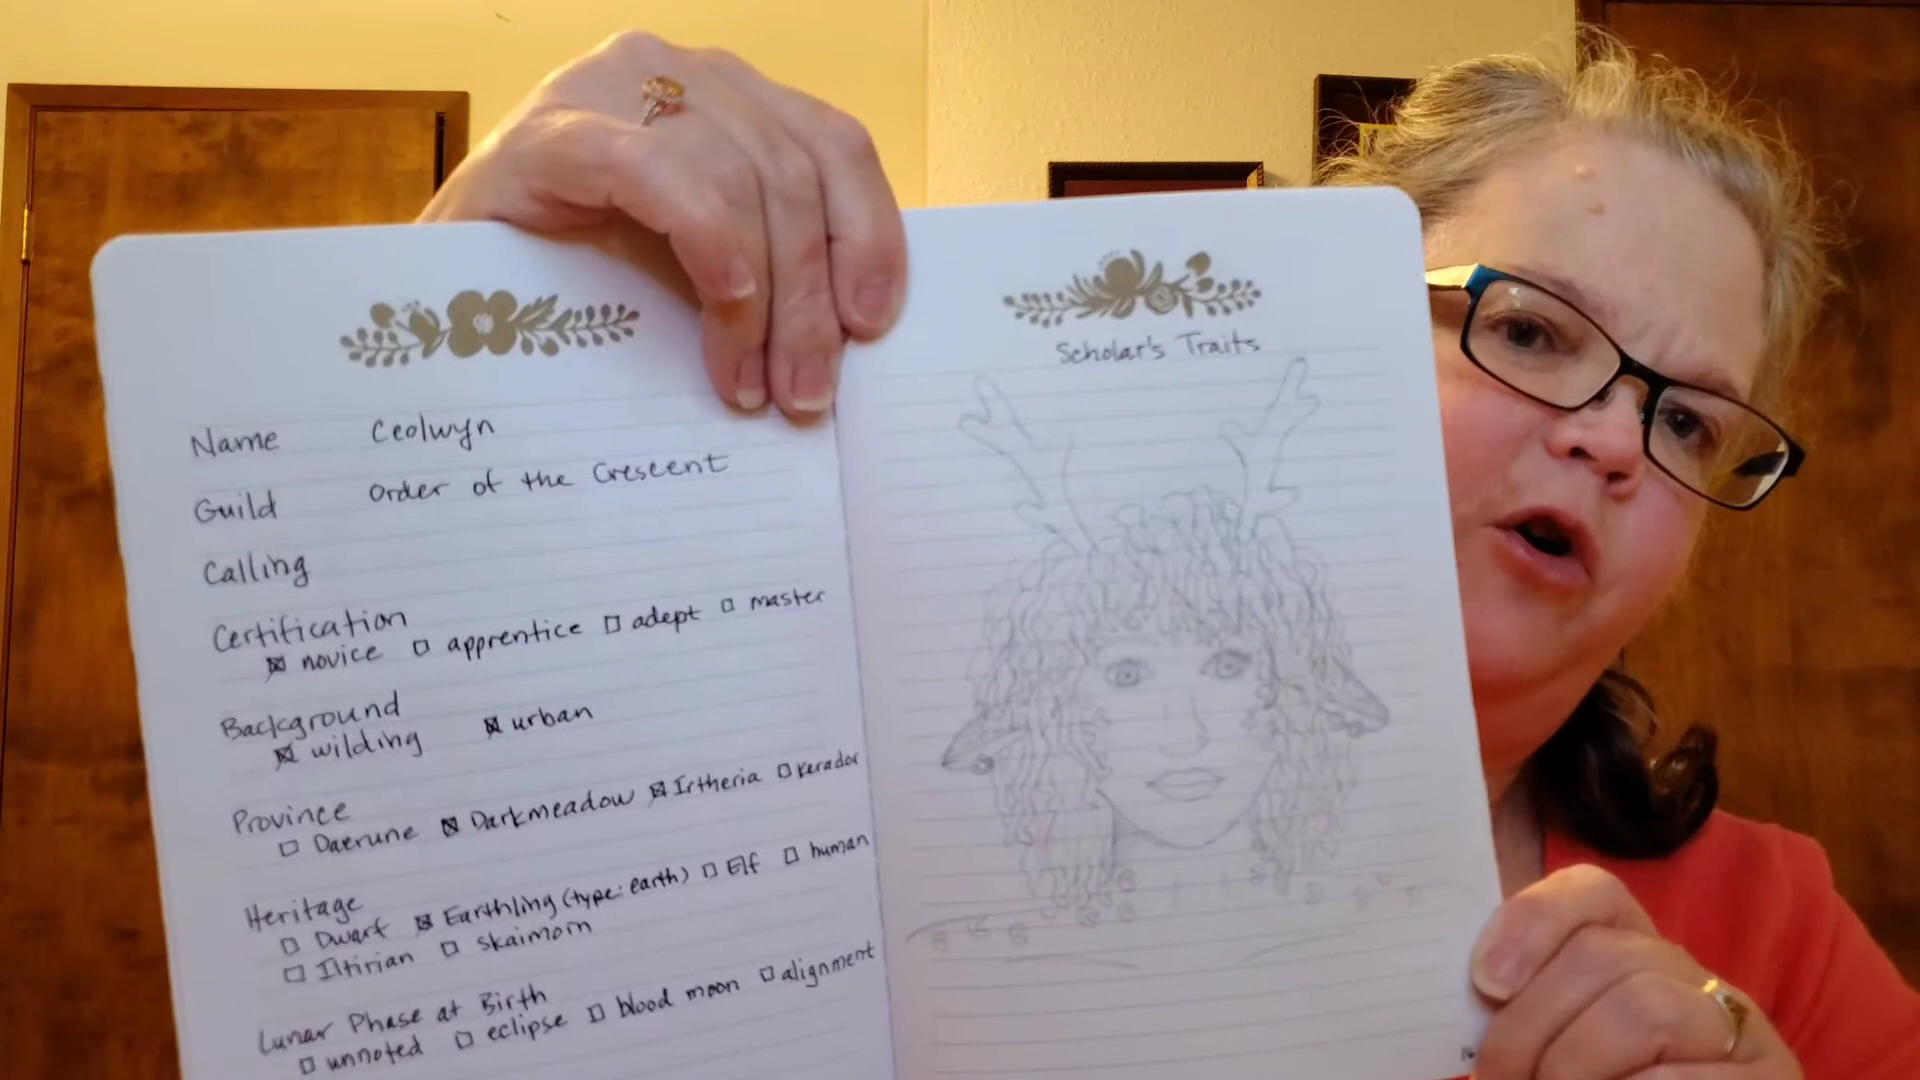 Name Ceolwyn
Guild Order of the Crescent
Calling
Certification
☒ novice ☐ apprentice ☐ adept ☐ master
Background
☒ wilding ☒ urban
Province
☐ Daerune ☒ Darkmeadow ☒ Irtheria ☐ Kerador
Heritage
☐ Dwarf ☒ Earthling (type: earth) ☐ Elf ☐ human
☐ Iltirian ☐ skaimorn
Lunar Phase at Birth
☐ unnoted ☐ eclipse ☐ blood moon ☐ alignment
Scholar's Traits